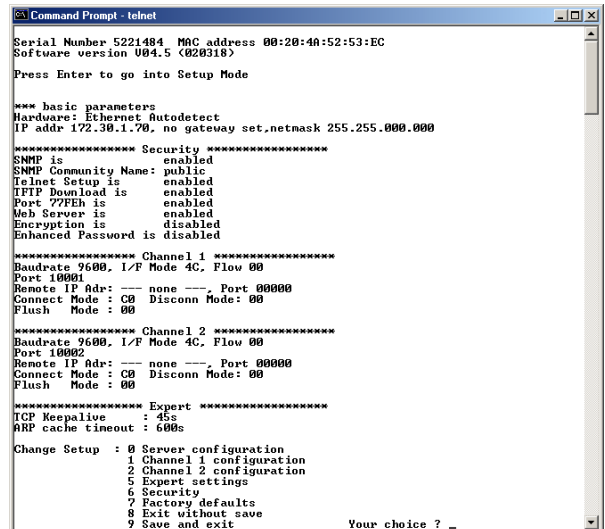 Command Prompt - telnet
Serial Number 5221484  MAC address 00:20:4A:52:53:EC
Software version V04.5 (020318)
Press Enter to go into Setup Mode
*** basic parameters
Hardware: Ethernet Autodetect
IP addr 172.30.1.70, no gateway set,netmask 255.255.000.000
****************** Security ******************
SNMP is              enabled
SNMP Community Name: public
Telnet Setup is      enabled
TFTP Download is     enabled
Port 77FEh is        enabled
Web Server is        enabled
Encryption is        disabled
Enhanced Password is disabled
****************** Channel 1 ******************
Baudrate 9600, I/F Mode 4C, Flow 00
Port 10001
Remote IP Adr: --- none ---, Port 00000
Connect Mode : C0  Disconn Mode: 00
Flush   Mode : 00
****************** Channel 2 ******************
Baudrate 9600, I/F Mode 4C, Flow 00
Port 10002
Remote IP Adr: --- none ---, Port 00000
Connect Mode : C0  Disconn Mode: 00
Flush   Mode : 00
******************* Expert *******************
TCP Keepalive     : 45s
ARP cache timeout : 600s
Change Setup  : 0 Server configuration
1 Channel 1 configuration
2 Channel 2 configuration
5 Expert settings
6 Security
7 Factory defaults
8 Exit without save
9 Save and exit            Your choice ? _